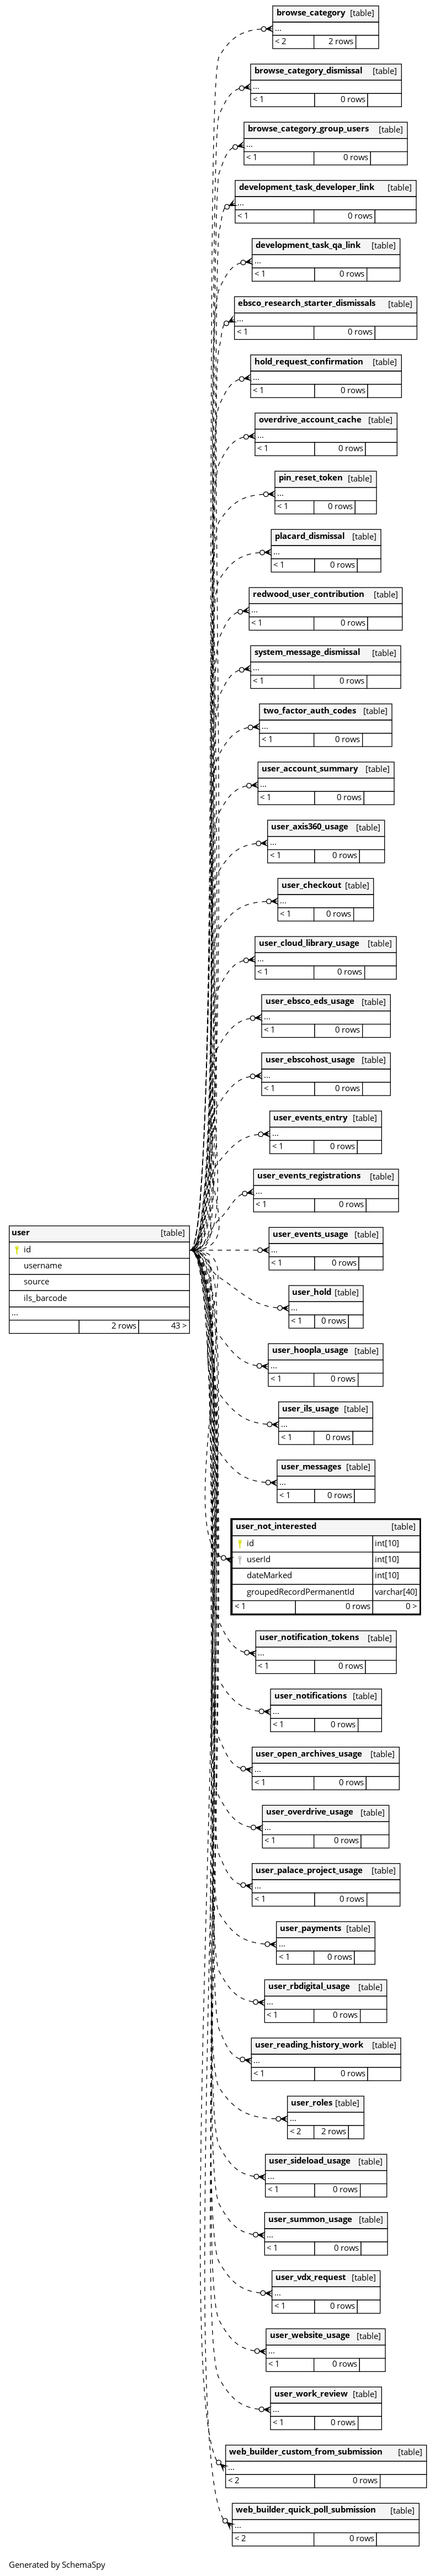 browse_category [table]
...
< 2 2 rows
browse_category_dismissal [table]
...
< 1 0 rows
browse_category_group_users [table]
...
< 1 0 rows
development_task_developer_link [table]
...
< 1 0 rows
development_task_qa_link [table]
...
< 1 0 rows
ebsco_research_starter_dismissals [table]
...
< 1 0 rows
hold_request_confirmation [table]
...
< 1 0 rows
overdrive_account_cache [table]
...
< 1 0 rows
pin_reset_token [table]
...
< 1 0 rows
placard_dismissal [table]
...
< 1 0 rows
redwood_user_contribution [table]
...
< 1 0 rows
system_message_dismissal [table]
...
< 1 0 rows
two_factor_auth_codes [table]
...
< 1 0 rows
user_account_summary [table]
...
< 1 0 rows
user_axis360_usage [table]
...
< 1 0 rows
user_checkout [table]
...
< 1 0 rows
user_cloud_library_usage [table]
...
< 1 0 rows
user_ebsco_eds_usage [table]
...
< 1 0 rows
user_ebscohost_usage [table]
...
< 1 0 rows
user_events_entry [table]
...
< 1 0 rows
user_events_registrations [table]
...
< 1 0 rows
user [table]
id
username
source
ils_barcode
...
2 rows 43 >
user_events_usage [table]
...
< 1 0 rows
user_hold [table]
...
< 1 0 rows
user_hoopla_usage [table]
...
< 1 0 rows
user_ils_usage [table]
...
< 1 0 rows
user_messages [table]
...
< 1 0 rows
user_not_interested [table]
id int[10]
userId int[10]
dateMarked int[10]
groupedRecordPermanentId varchar[40]
< 1 0 rows 0 >
user_notification_tokens [table]
...
< 1 0 rows
user_notifications [table]
...
< 1 0 rows
user_open_archives_usage [table]
...
< 1 0 rows
user_overdrive_usage [table]
...
< 1 0 rows
user_palace_project_usage [table]
...
< 1 0 rows
user_payments [table]
...
< 1 0 rows
user_rbdigital_usage [table]
...
< 1 0 rows
user_reading_history_work [table]
...
< 1 0 rows
user_roles [table]
...
< 2 2 rows
user_sideload_usage [table]
...
< 1 0 rows
user_summon_usage [table]
...
< 1 0 rows
user_vdx_request [table]
...
< 1 0 rows
user_website_usage [table]
...
< 1 0 rows
user_work_review [table]
...
< 1 0 rows
web_builder_custom_from_submission [table]
...
< 2 0 rows
web_builder_quick_poll_submission [table]
...
< 2 0 rows
Generated by SchemaSpy